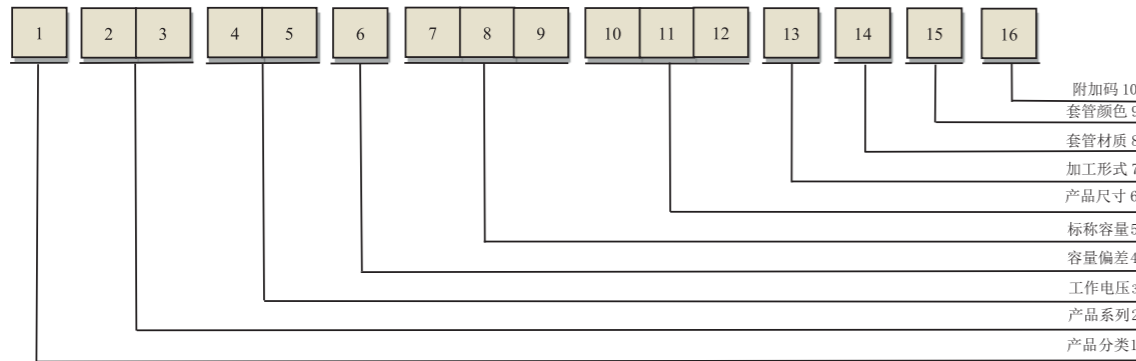 1 2 3 4 5 6 7 8 9 10 11 12 13 14 15 16
附加码 10
套管颜色 9
套管材质 8
加工形式 7
产品尺寸 6
标称容量5
容量偏差4
工作电压3
产品系列2
产品分类1